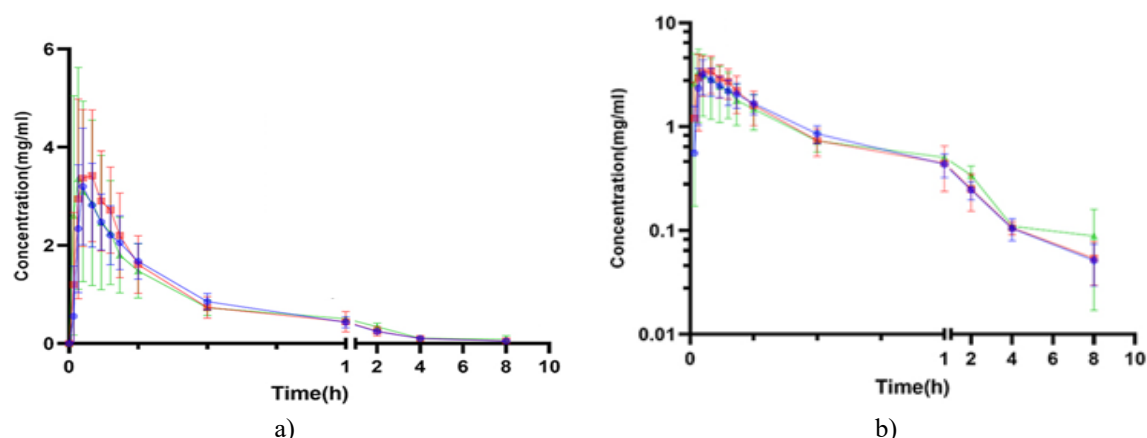 6
4
2
0
Concentration(mg/ml)
0 1 2 4 6 8 10
Time(h)
a)
10
1
0.1
0.01
Concentration(mg/ml)
0 1 2 4 6 8 10
Time(h)
b)